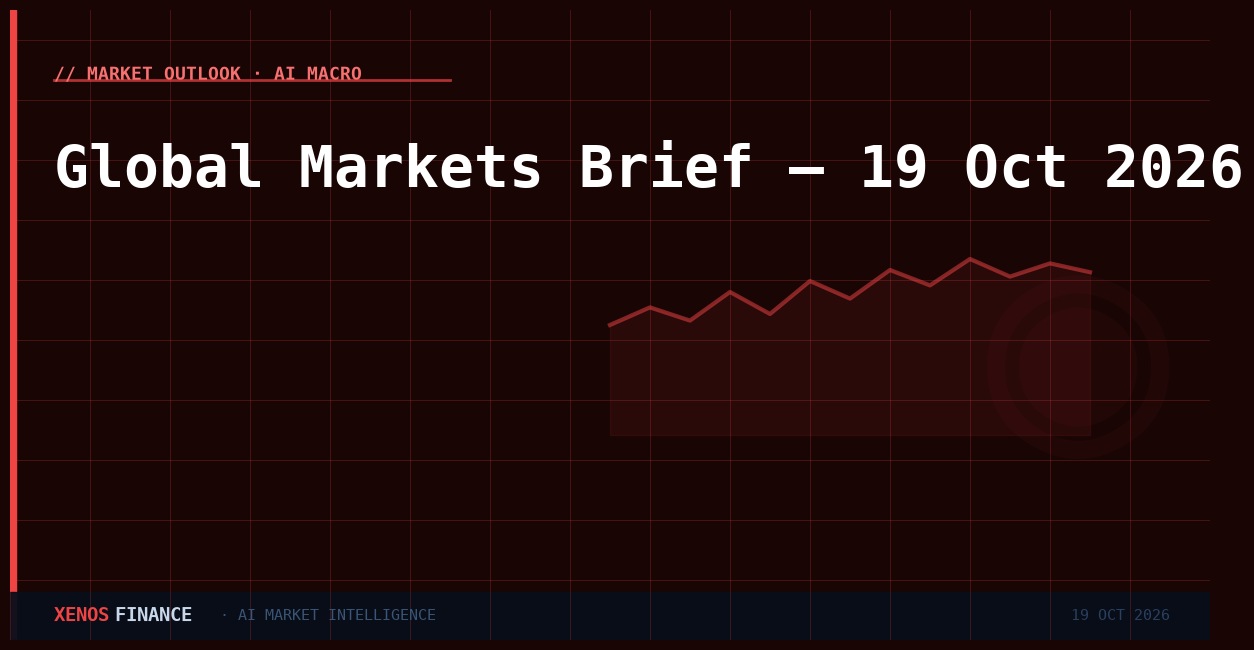 // MARKET OUTLOOK · AI MACRO
Global Markets Brief — 19 Oct 2026
XENOS FINANCE · AI MARKET INTELLIGENCE
19 OCT 2026